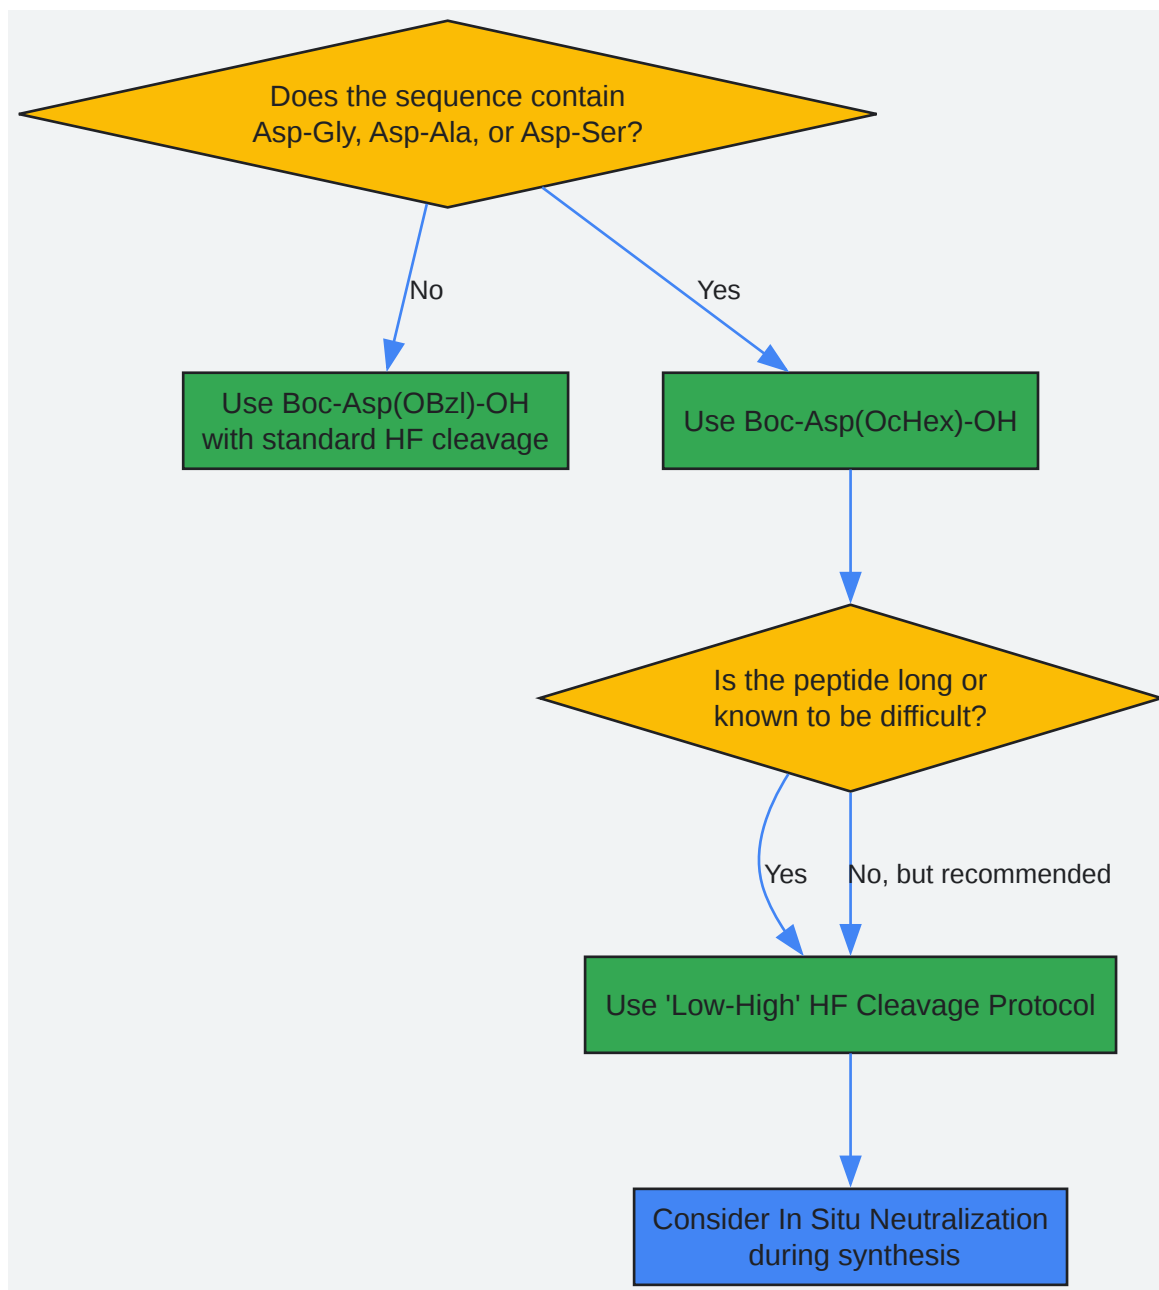 Does the sequence contain
Asp-Gly, Asp-Ala, or Asp-Ser?
No
Yes
Use Boc-Asp(OBzl)-OH
with standard HF cleavage
Use Boc-Asp(OcHex)-OH
Is the peptide long or
known to be difficult?
Yes
No, but recommended
Use 'Low-High' HF Cleavage Protocol
Consider In Situ Neutralization
during synthesis